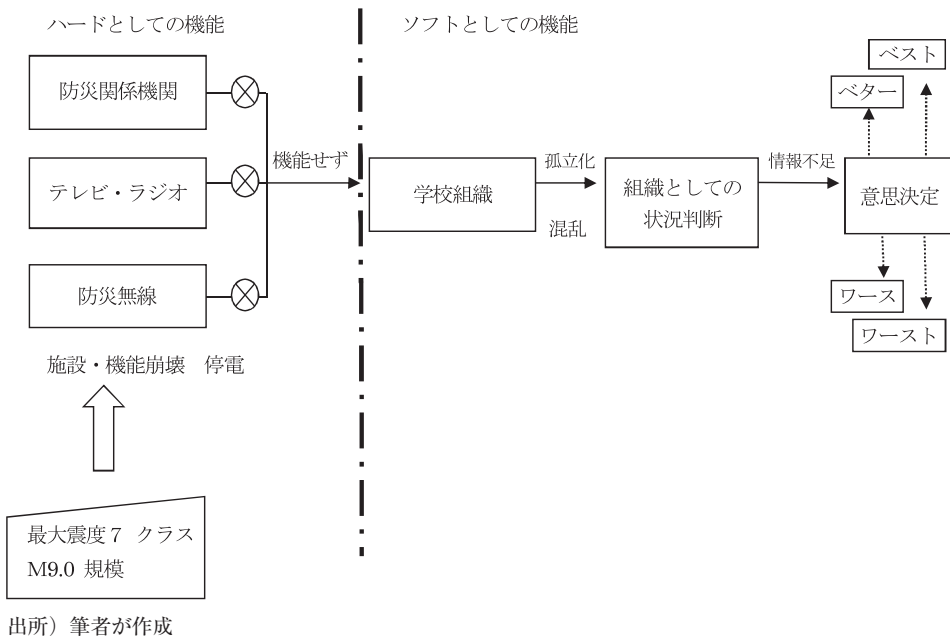 ハードとしての機能
ソフトとしての機能
防災関係機関
テレビ・ラジオ
防災無線
機能せず
学校組織
孤立化
混乱
組織としての
状況判断
情報不足
意思決定
ベスト
ベター
ワース
ワースト
施設・機能崩壊 停電
最大震度7 クラス
M9.0 規模
出所）筆者が作成